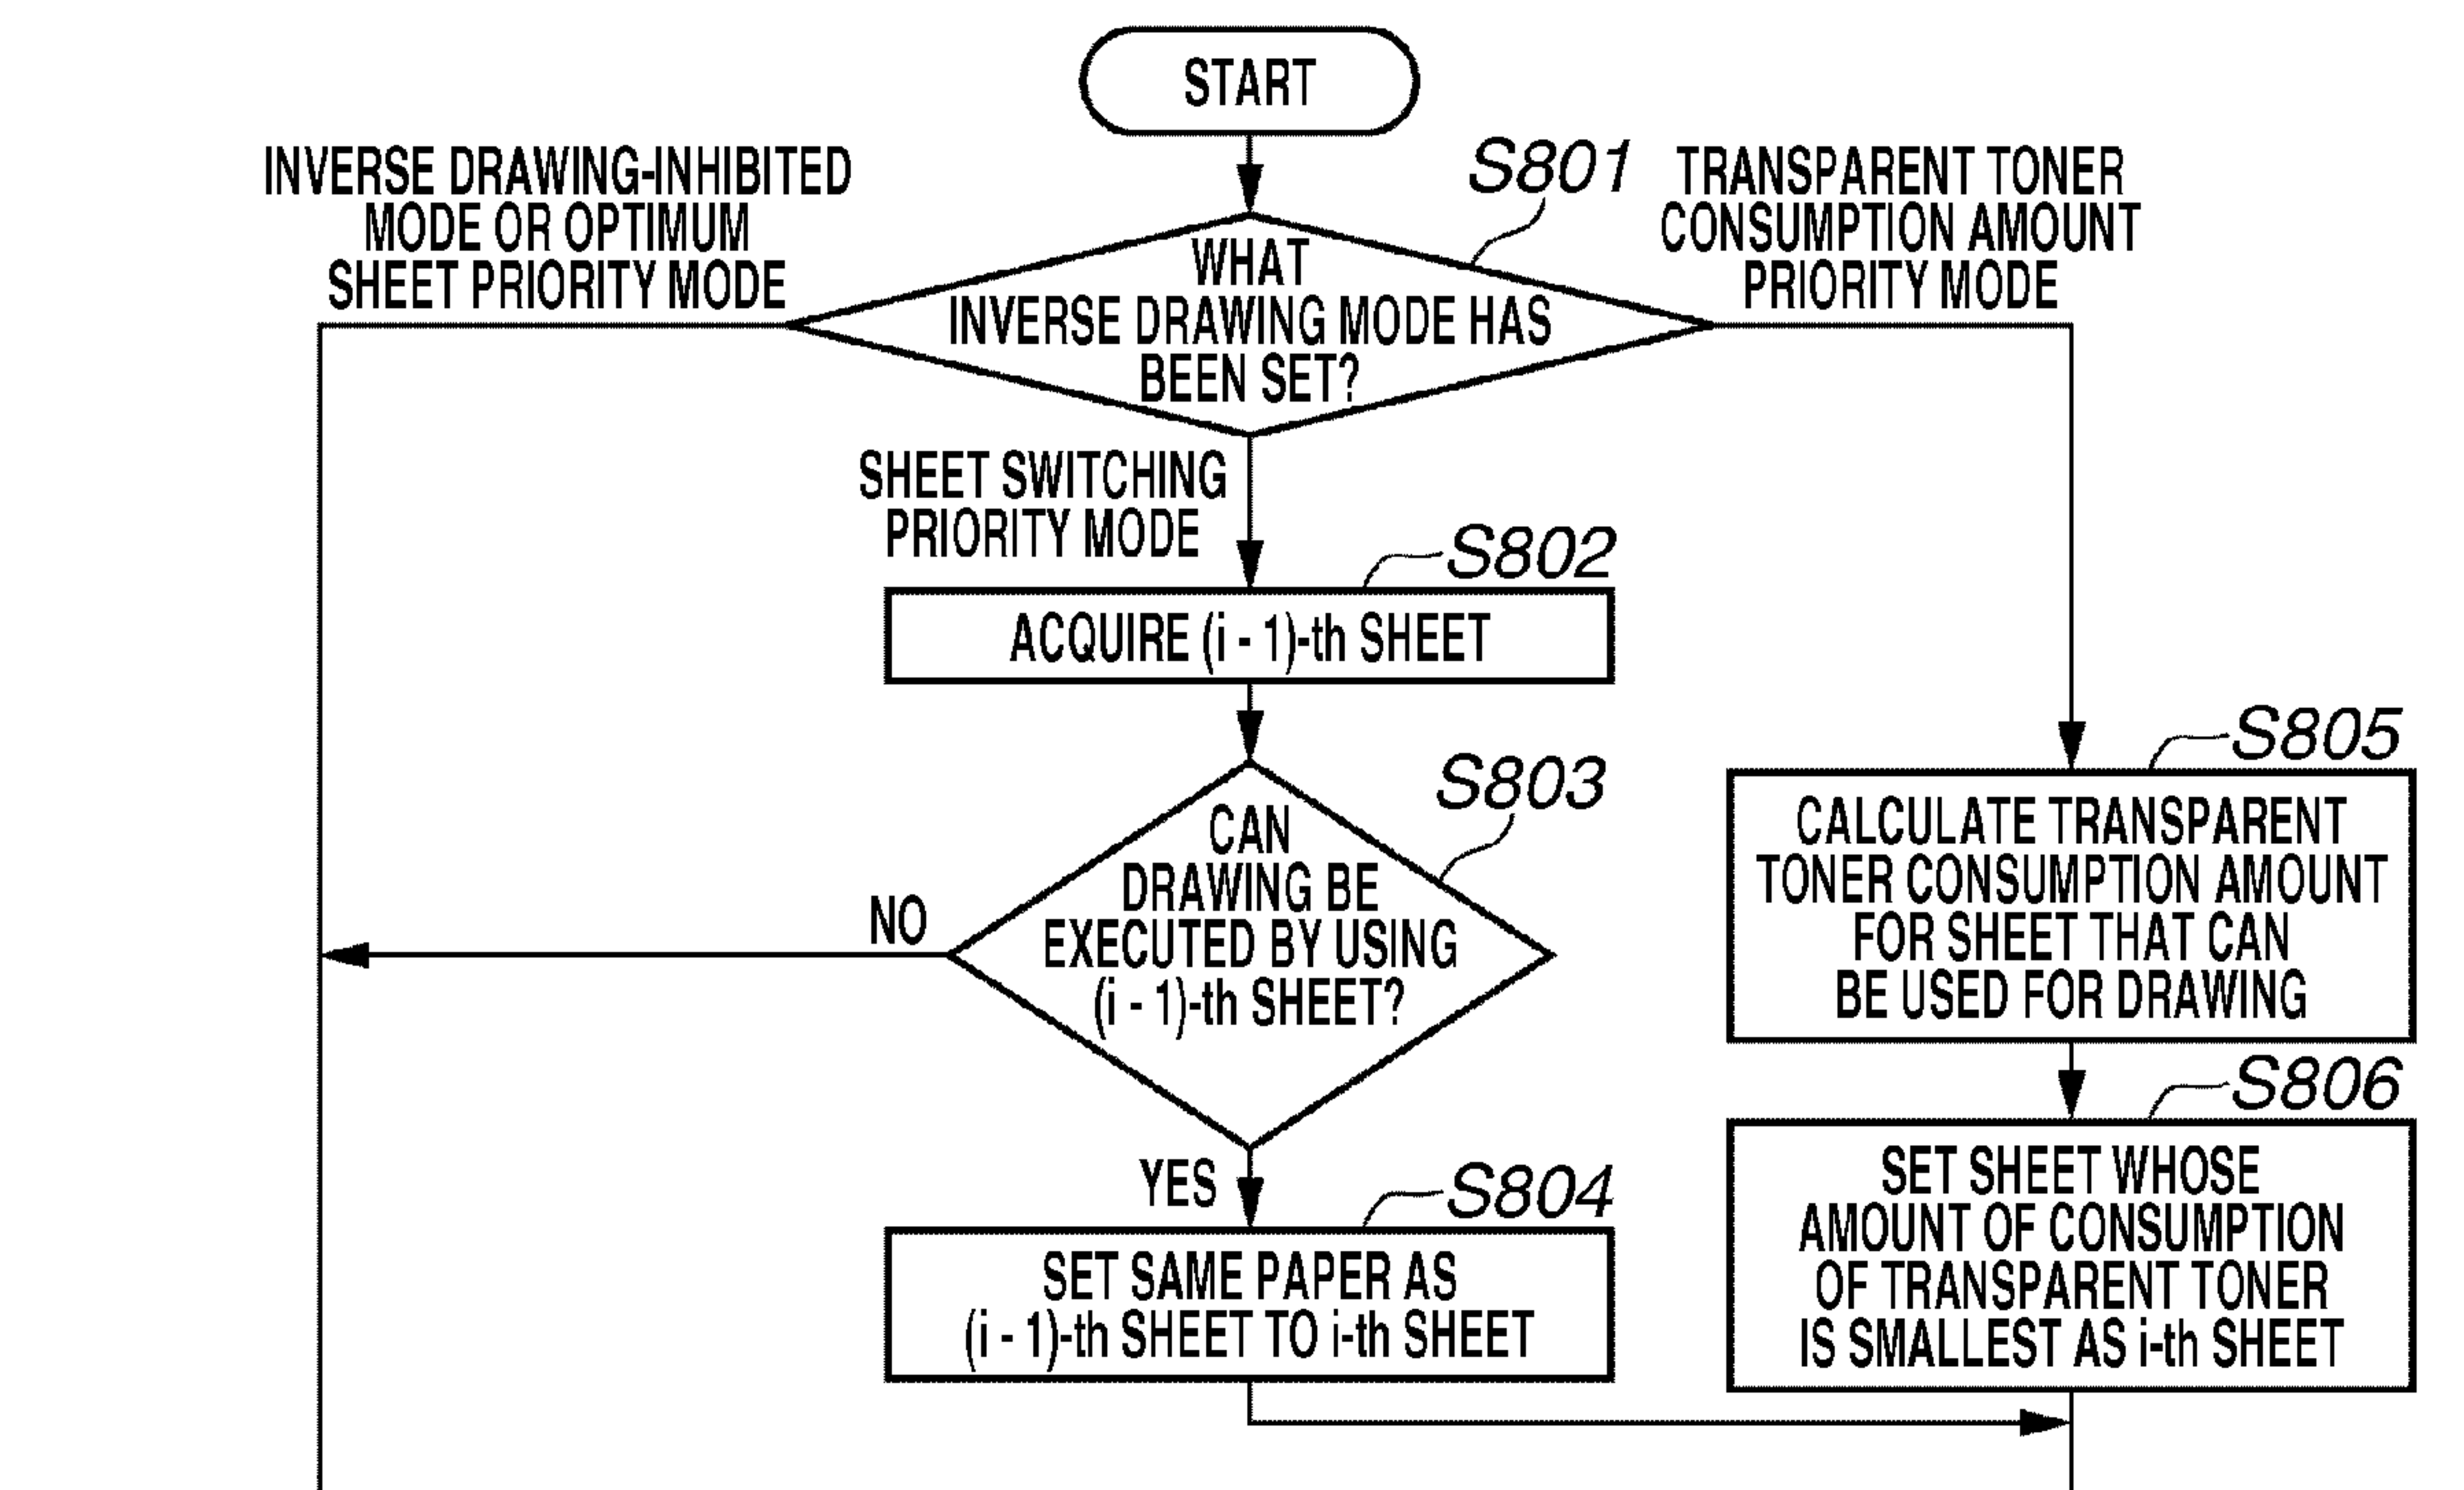 START
INVERSE DRAWING-INHIBITED
MODE OR OPTIMUM
SHEET PRIORITY MODE
S801
TRANSPARENT TONER
CONSUMPTION AMOUNT
PRIORITY MODE
WHAT
INVERSE DRAWING MODE HAS
BEEN SET?
SHEET SWITCHING
PRIORITY MODE
S802
ACQUIRE (i - 1)-th SHEET
S803
CAN
DRAWING BE
EXECUTED BY USING
(i - 1)-th SHEET?
NO
YES
S804
SET SAME PAPER AS
(i - 1)-th SHEET TO i-th SHEET
S805
CALCULATE TRANSPARENT
TONER CONSUMPTION AMOUNT
FOR SHEET THAT CAN
BE USED FOR DRAWING
S806
SET SHEET WHOSE
AMOUNT OF CONSUMPTION
OF TRANSPARENT TONER
IS SMALLEST AS i-th SHEET